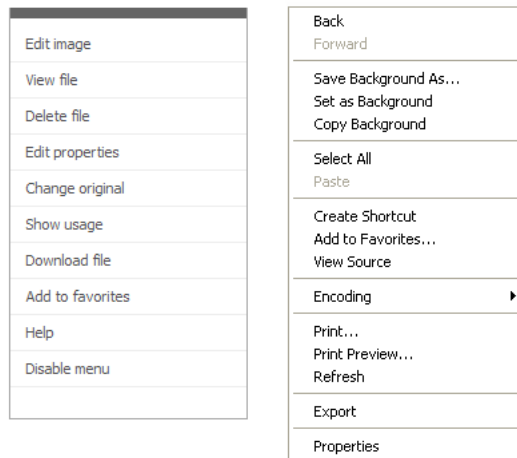 Edit image
View file
Delete file
Edit properties
Change original
Show usage
Download file
Add to favorites
Help
Disable menu
Back
Forward
Save Background As...
Set as Background
Copy Background
Select All
Paste
Create Shortcut
Add to Favorites...
View Source
Encoding
Print...
Print Preview...
Refresh
Export
Properties